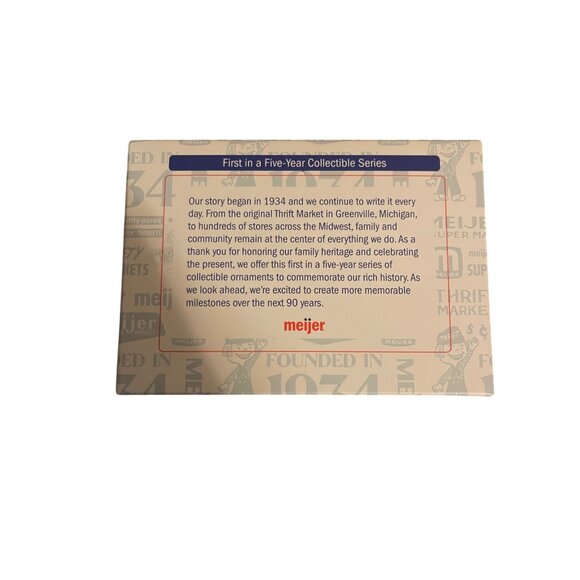 First in a Five-Year Collectible Series
Our story began in 1934 and we continue to write it every
day. From the original Thrift Market in Greenville, Michigan,
to hundreds of stores across the Midwest, family and
community remain at the center of everything we do. As a
thank you for honoring our family heritage and celebrating
the present, we offer this first in a five-year series of
collectible ornaments to commemorate our rich history. As
we look ahead, we're excited to create more memorable
milestones over the next 90 years.
meijer
FOUNDED IN
1934
THRIFT
MARKET
MEIJER